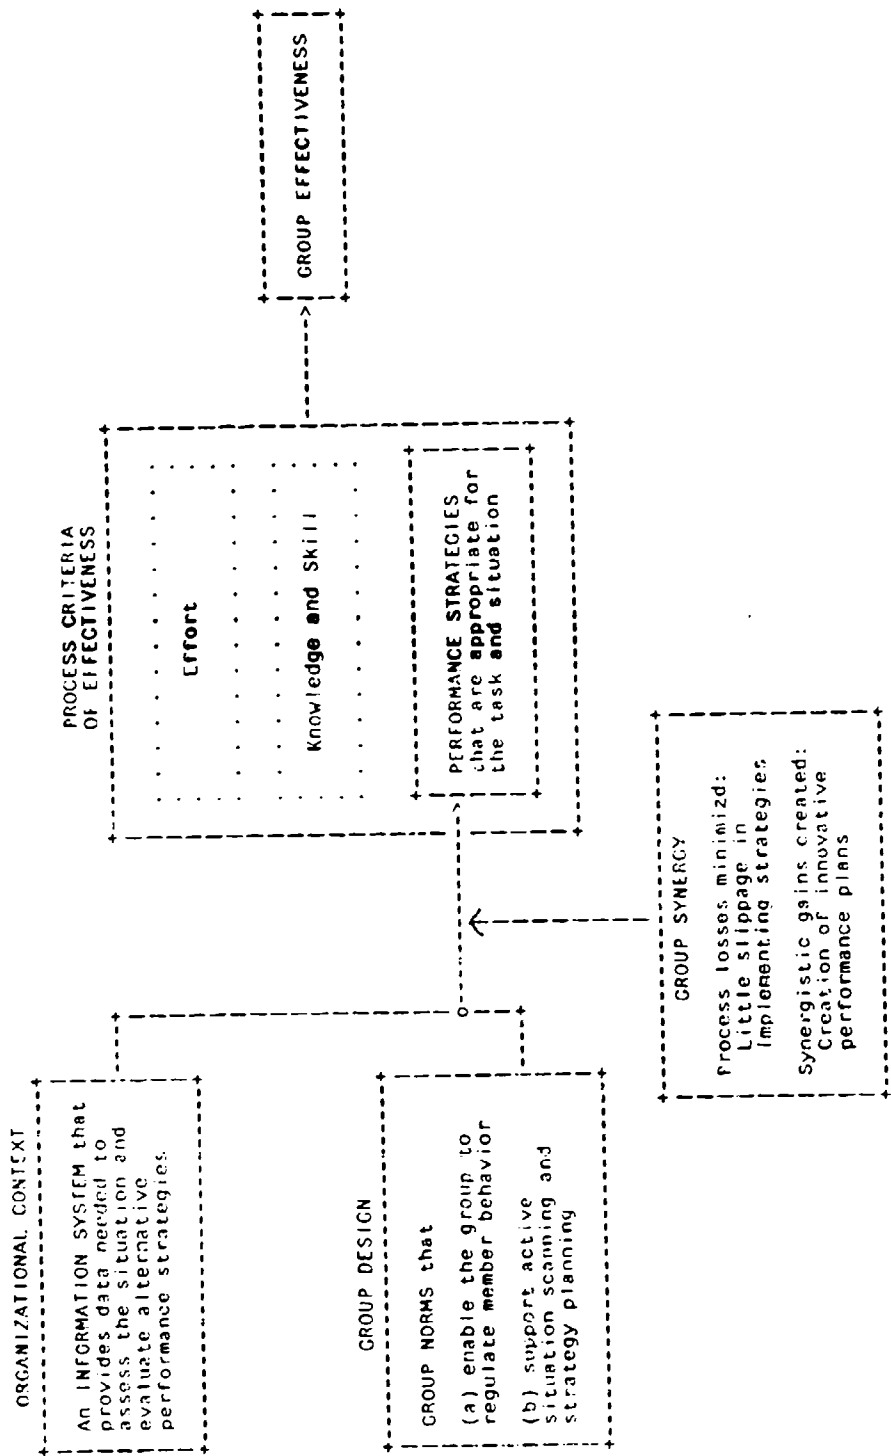 ORGANIZATIONAL CONTEXT
An INFORMATION SYSTEM that
provides data needed to
assess the situation and
evaluate alternative
performance strategies
GROUP DESIGN
GROUP NORMS that
(a) enable the group to
regulate member behavior
(b) support active
situation scanning and
strategy planning
GROUP SYNERGY
Process losses minimizd:
Little slippage in
implementing strategies
Synergistic gains created:
Creation of innovative
performance plans
PROCESS CRITERIA
OF EFFECTIVENESS
Effort
Knowledge and Skill
PERFORMANCE STRATEGIES
that are appropriate for
the task and situation
GROUP EFFECTIVENESS